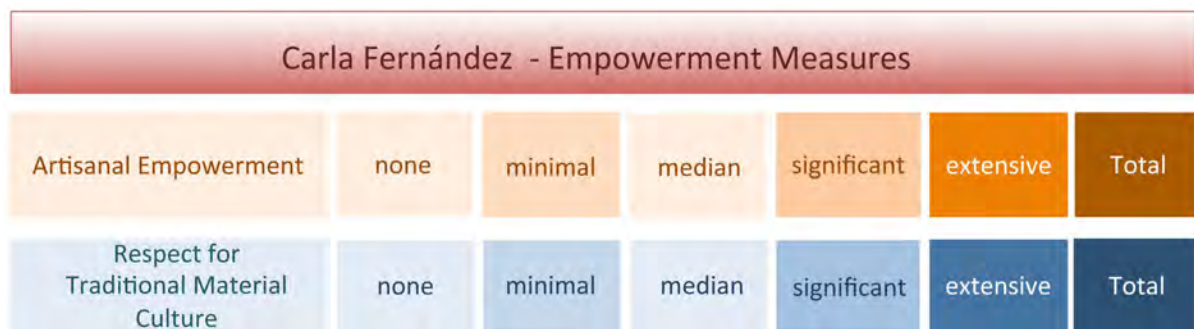 Carla Fernández - Empowerment Measures
Artisanal Empowerment none minimal median significant extensive Total
Respect for
Traditional Material
Culture
none minimal median significant extensive Total